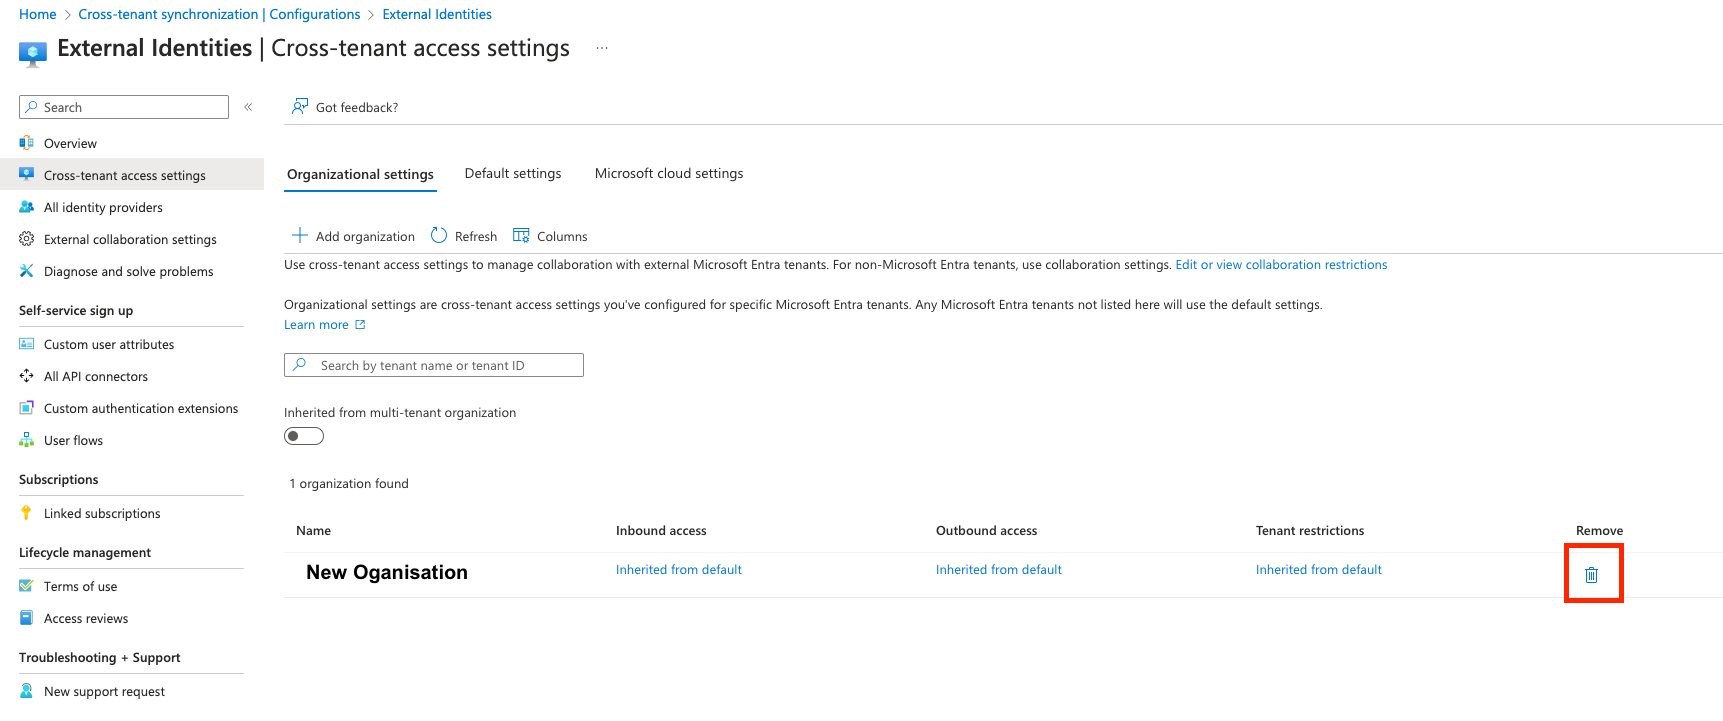 Home > Cross-tenant synchronization | Configurations > External Identities
External Identities | Cross-tenant access settings ...
Search «
Overview
Cross-tenant access settings
All identity providers
External collaboration settings
Diagnose and solve problems
Self-service sign up
Custom user attributes
All API connectors
Custom authentication extensions
User flows
Subscriptions
Linked subscriptions
Lifecycle management
Terms of use
Access reviews
Troubleshooting + Support
New support request
Got feedback?
Organizational settings Default settings Microsoft cloud settings
Add organization Refresh Columns
Use cross-tenant access settings to manage collaboration with external Microsoft Entra tenants. For non-Microsoft Entra tenants, use collaboration settings. Edit or view collaboration restrictions
Organizational settings are cross-tenant access settings you've configured for specific Microsoft Entra tenants. Any Microsoft Entra tenants not listed here will use the default settings.
Learn more
Search by tenant name or tenant ID
Inherited from multi-tenant organization
1 organization found
Name Inbound access Outbound access Tenant restrictions Remove
New Oganisation Inherited from default Inherited from default Inherited from default